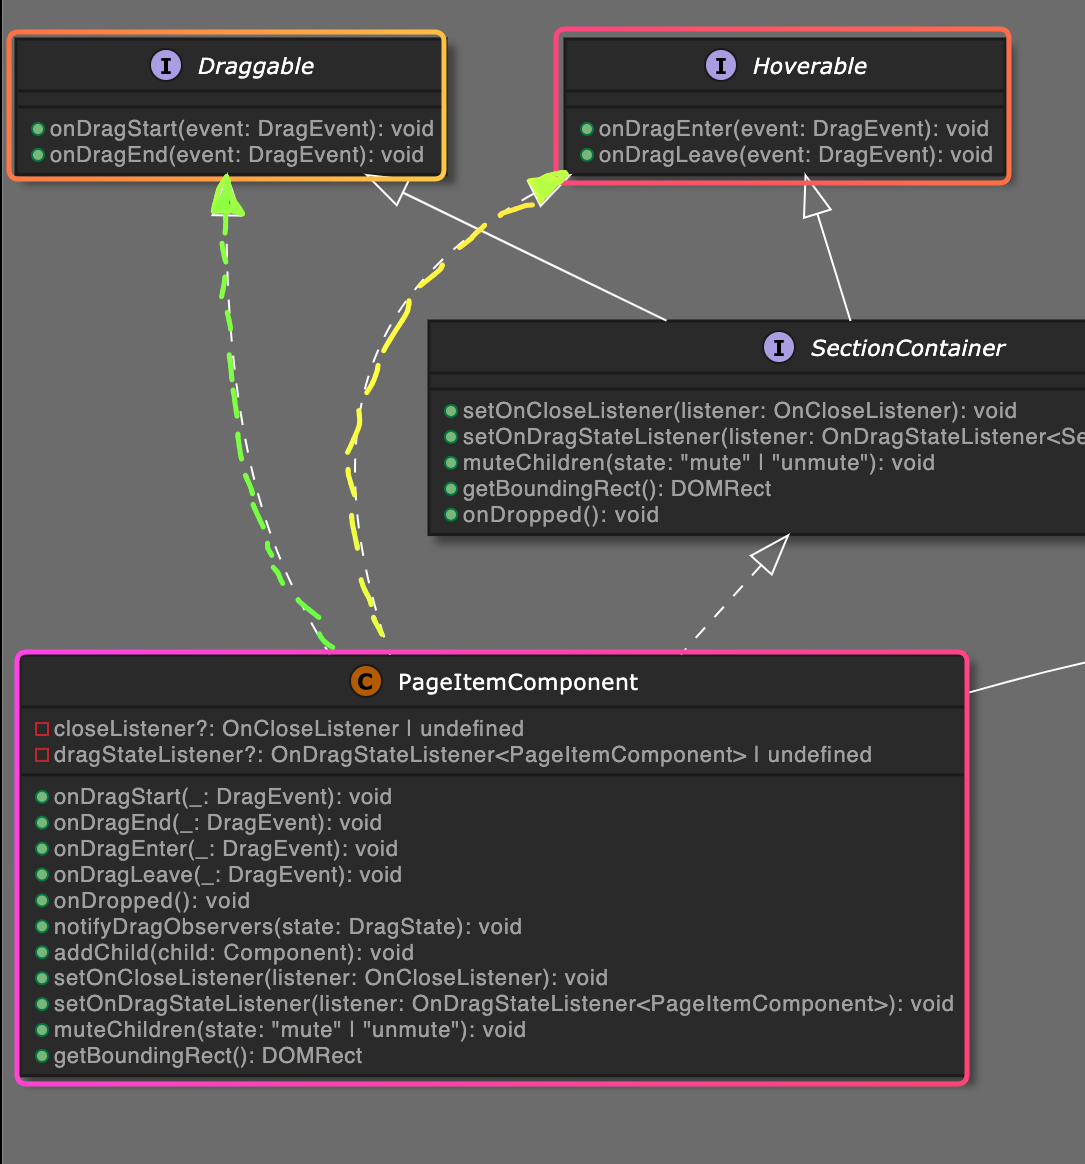 I Draggable
onDragStart(event: DragEvent): void
onDragEnd(event: DragEvent): void
I Hoverable
onDragEnter(event: DragEvent): void
onDragLeave(event: DragEvent): void
I SectionContainer
setOnCloseListener(listener: OnCloseListener): void
setOnDragStateListener(listener: OnDragStateListener<Se
muteChildren(state: "mute" | "unmute"): void
getBoundingRect(): DOMRect
onDropped(): void
C PageItemComponent
closeListener?: OnCloseListener | undefined
dragStateListener?: OnDragStateListener<PageItemComponent> | undefined
onDragStart(_: DragEvent): void
onDragEnd(_: DragEvent): void
onDragEnter(_: DragEvent): void
onDragLeave(_: DragEvent): void
onDropped(): void
notifyDragObservers(state: DragState): void
addChild(child: Component): void
setOnCloseListener(listener: OnCloseListener): void
setOnDragStateListener(listener: OnDragStateListener<PageItemComponent>): void
muteChildren(state: "mute" | "unmute"): void
getBoundingRect(): DOMRect